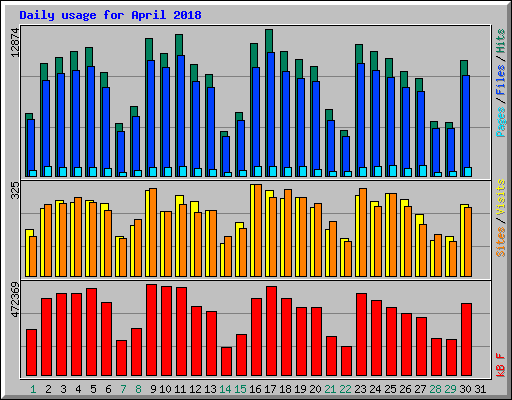 Daily usage for April 2018
12874
Pages / Files / Hits
325
Sites / Visits
472369
kB F
1 2 3 4 5 6 7 8 9 10 11 12 13 14 15 16 17 18 19 20 21 22 23 24 25 26 27 28 29 30 31